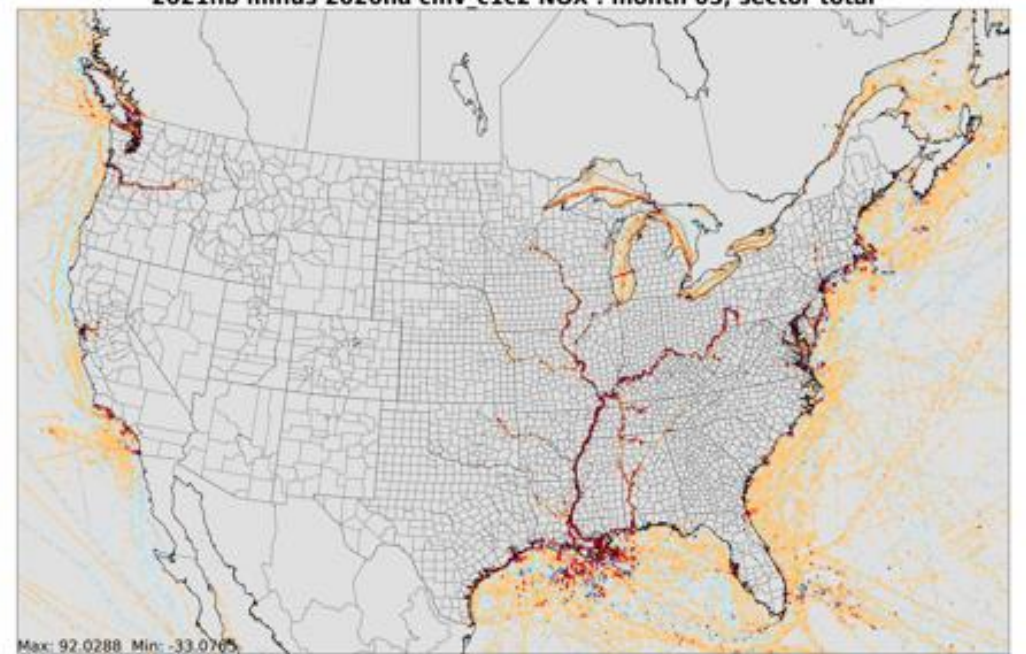 2021hb minus 2020ha cmv_c1c2 NOX : month 05, sector total
Max: 92.0288 Min: -33.0765